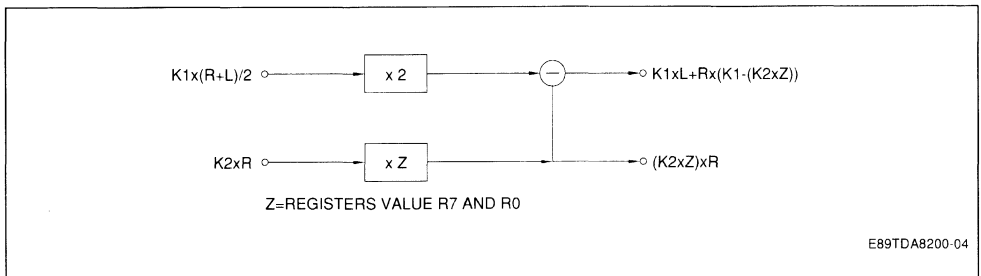 K1x(R+L)/2
x 2
−
K1xL+Rx(K1-(K2xZ))
K2xR
x Z
(K2xZ)xR
Z=REGISTERS VALUE R7 AND R0
E89TDA8200-04